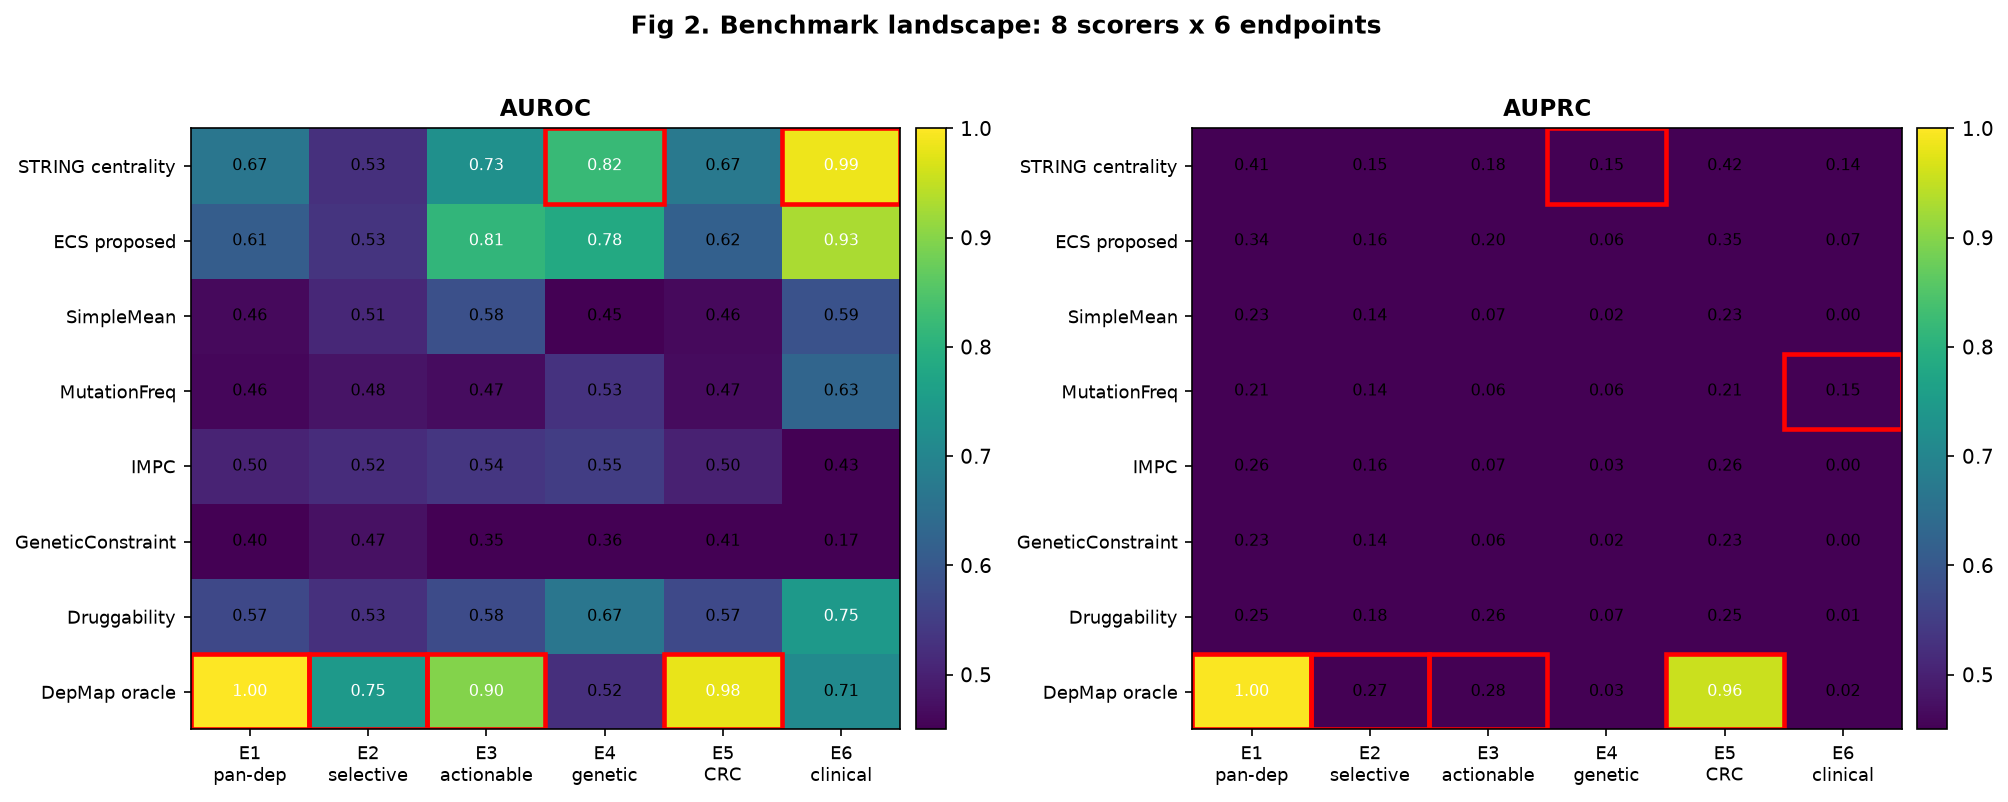 Fig 2. Benchmark landscape: 8 scorers x 6 endpoints
AUROC
STRING centrality 0.67 0.53 0.73 0.82 0.67 0.99
ECS proposed 0.61 0.53 0.81 0.78 0.62 0.93
SimpleMean 0.46 0.51 0.58 0.45 0.46 0.59
MutationFreq 0.46 0.48 0.47 0.53 0.47 0.63
IMPC 0.50 0.52 0.54 0.55 0.50 0.43
GeneticConstraint 0.40 0.47 0.35 0.36 0.41 0.17
Druggability 0.57 0.53 0.58 0.67 0.57 0.75
DepMap oracle 1.00 0.75 0.90 0.52 0.98 0.71
E1 E2 E3 E4 E5 E6
pan-dep selective actionable genetic CRC clinical
1.0
0.9
0.8
0.7
0.6
0.5
AUPRC
STRING centrality 0.41 0.15 0.18 0.15 0.42 0.14
ECS proposed 0.34 0.16 0.20 0.06 0.35 0.07
SimpleMean 0.23 0.14 0.07 0.02 0.23 0.00
MutationFreq 0.21 0.14 0.06 0.06 0.21 0.15
IMPC 0.26 0.16 0.07 0.03 0.26 0.00
GeneticConstraint 0.23 0.14 0.06 0.02 0.23 0.00
Druggability 0.25 0.18 0.26 0.07 0.25 0.01
DepMap oracle 1.00 0.27 0.28 0.03 0.96 0.02
E1 E2 E3 E4 E5 E6
pan-dep selective actionable genetic CRC clinical
1.0
0.9
0.8
0.7
0.6
0.5